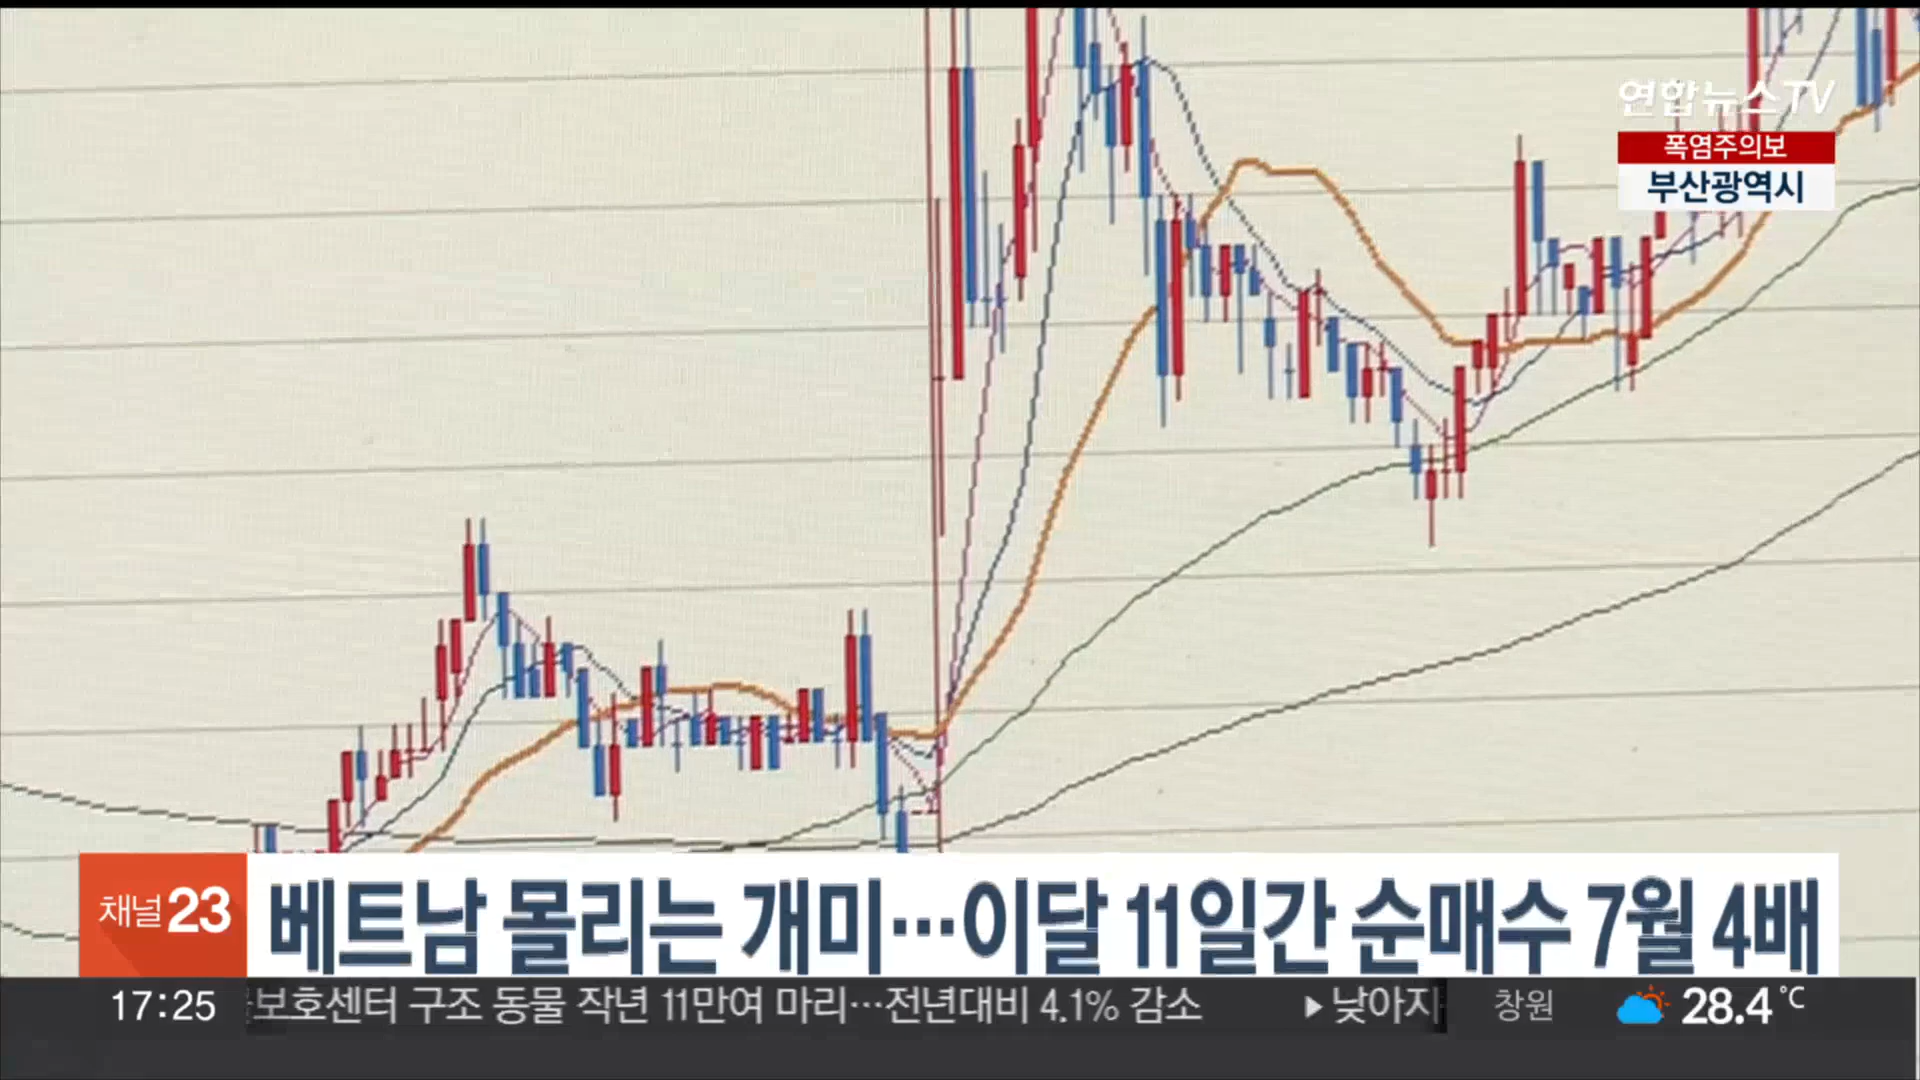 연합뉴스TV
폭염주의보
부산광역시
채널23 베트남 몰리는 개미…이달 11일간 순매수 7월 4배
17:25 보호센터 구조 동물 작년 11만여 마리…전년대비 4.1% 감소 ▶낮아지 창원 28.4℃